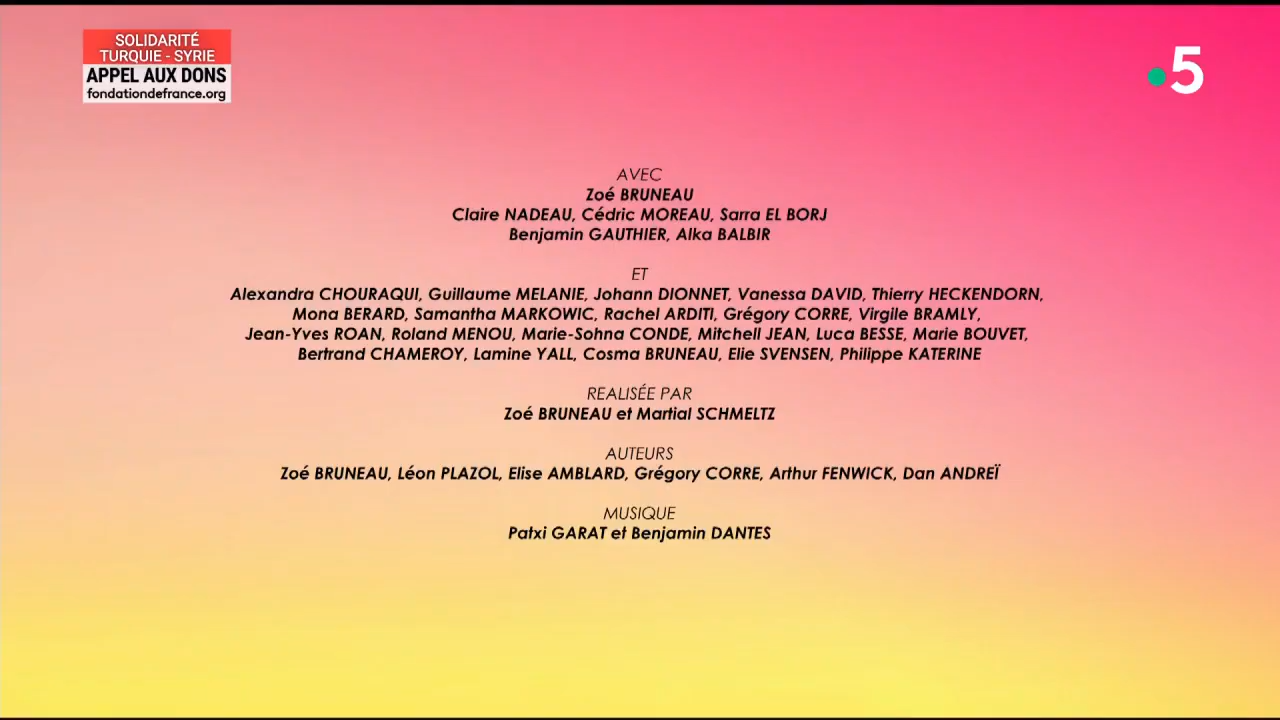 SOLIDARITÉ
TURQUIE - SYRIE
APPEL AUX DONS
fondationdefrance.org
5
AVEC
Zoé BRUNEAU
Claire NADEAU, Cédric MOREAU, Sarra EL BORJ
Benjamin GAUTHIER, Alka BALBIR
ET
Alexandra CHOURAQUI, Guillaume MELANIE, Johann DIONNET, Vanessa DAVID, Thierry HECKENDORN,
Mona BERARD, Samantha MARKOWIC, Rachel ARDITI, Grégory CORRE, Virgile BRAMLY,
Jean-Yves ROAN, Roland MENOU, Marie-Sohna CONDE, Mitchell JEAN, Luca BESSE, Marie BOUVET,
Bertrand CHAMEROY, Lamine YALL, Cosma BRUNEAU, Elie SVENSEN, Philippe KATERINE
REALISÉE PAR
Zoé BRUNEAU et Martial SCHMELTZ
AUTEURS
Zoé BRUNEAU, Léon PLAZOL, Elise AMBLARD, Grégory CORRE, Arthur FENWICK, Dan ANDREÏ
MUSIQUE
Patxi GARAT et Benjamin DANTES